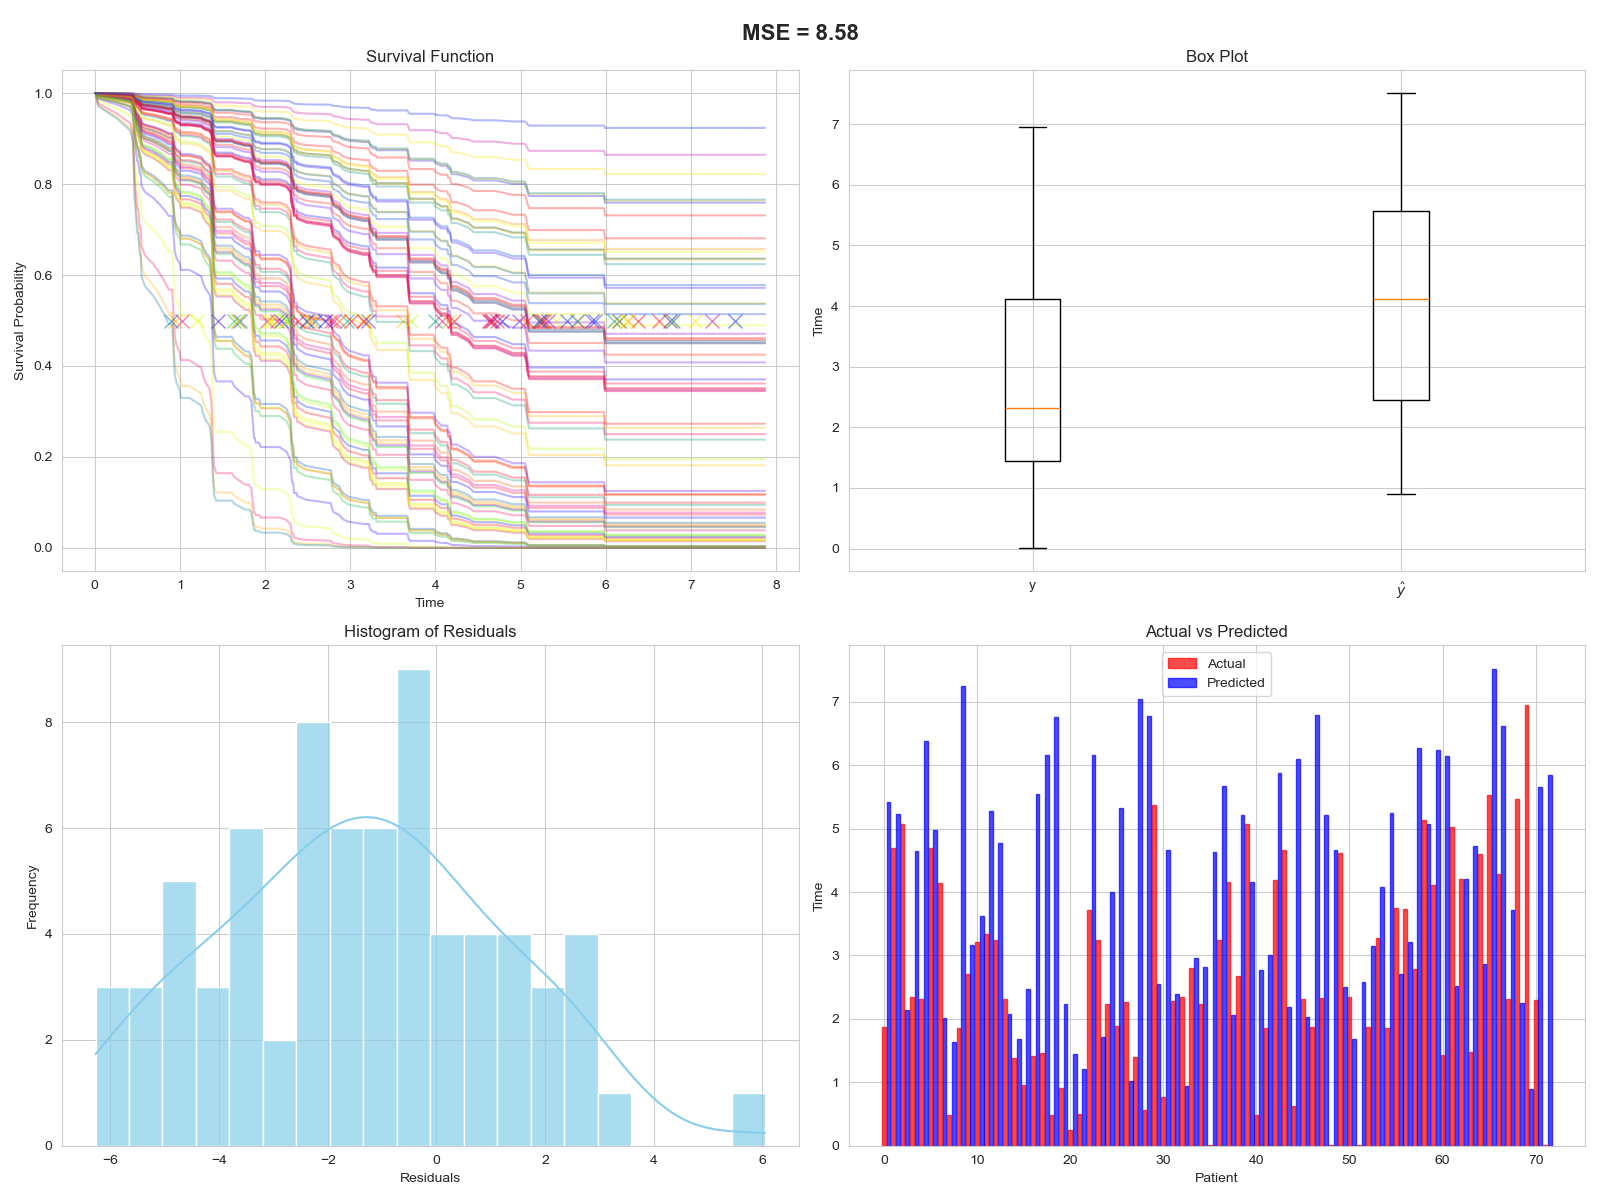 MSE = 8.58
Survival Function
1.0
0.8
0.6
0.4
0.2
0.0
Survival Probability
0 1 2 3 4 5 6 7 8
Time
Box Plot
7
6
5
4
3
2
1
0
Time
y ŷ
Histogram of Residuals
8
6
4
2
0
Frequency
−6 −4 −2 0 2 4 6
Residuals
Actual vs Predicted
Actual
Predicted
7
6
5
4
3
2
1
0
Time
0 10 20 30 40 50 60 70
Patient